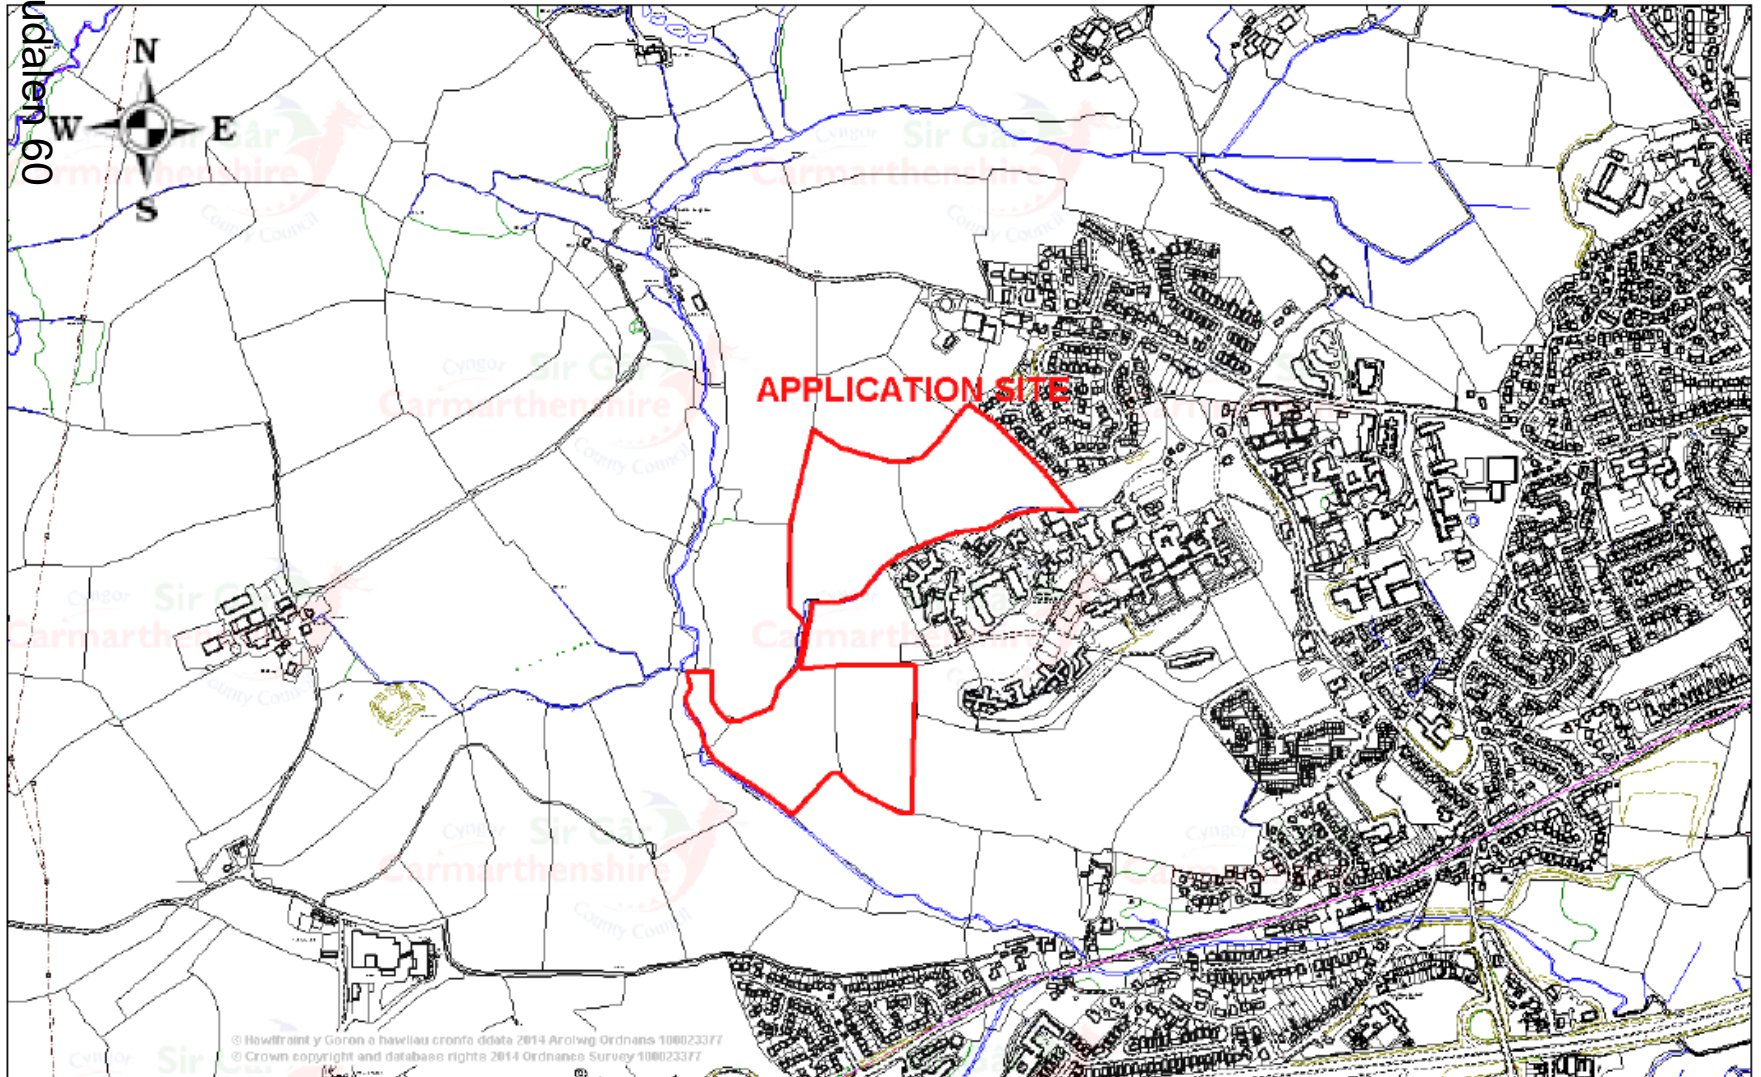 udalen 60
N
W E
S
APPLICATION SITE
Cyngor Sir Gâr
Carmarthenshire
County Council
© Hawlfraint y Goron a hawliau cronfa ddata 2014 Arolwg Ordnans 100023377
© Crown copyright and database rights 2014 Ordnance Survey 100023377